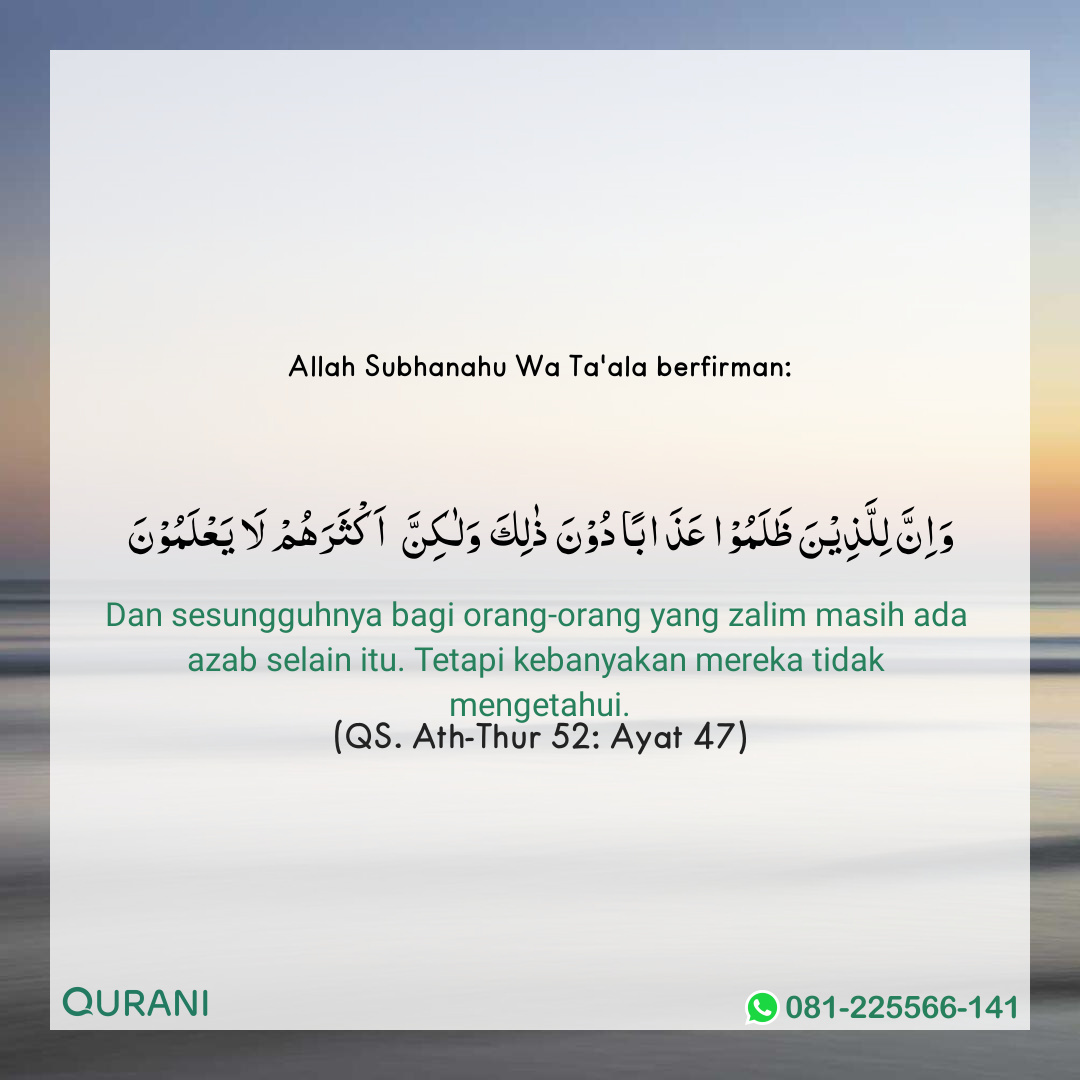 Allah Subhanahu Wa Ta'ala berfirman:
وَاِنَّ لِلَّذِيْنَ ظَلَمُوْا عَذَا بًا دُوْنَ ذٰلِكَ وَلٰـكِنَّ اَكْثَرَهُمْ لَا يَعْلَمُوْنَ
Dan sesungguhnya bagi orang-orang yang zalim masih ada
azab selain itu. Tetapi kebanyakan mereka tidak
mengetahui.
(QS. Ath-Thur 52: Ayat 47)
QURANI
081-225566-141